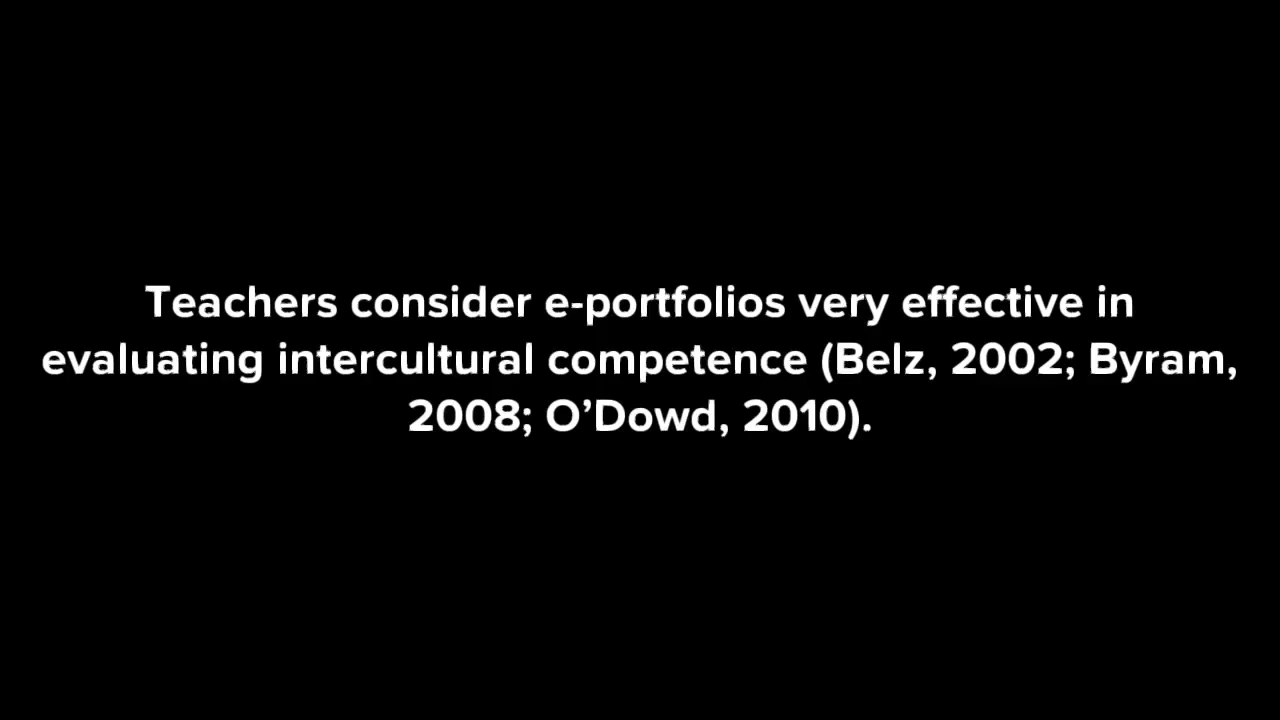 Teachers consider e-portfolios very effective in
evaluating intercultural competence (Belz, 2002; Byram,
2008; O’Dowd, 2010).